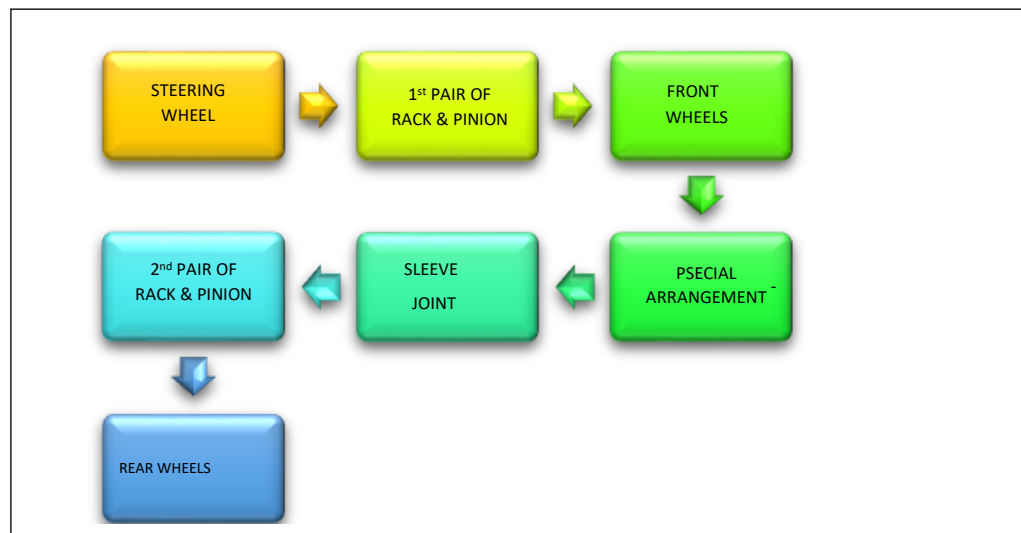 STEERING
WHEEL
1st PAIR OF
RACK & PINION
FRONT
WHEELS
PSECIAL
ARRANGEMENT -
SLEEVE
JOINT
2nd PAIR OF
RACK & PINION
REAR WHEELS